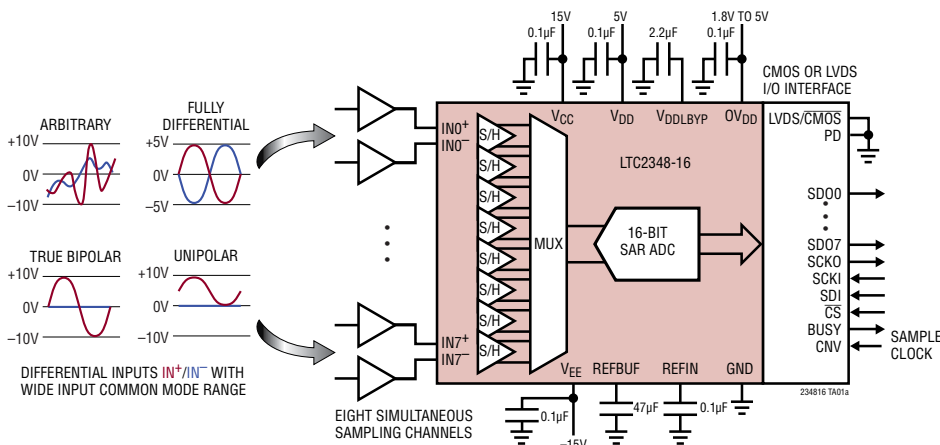 ARBITRARY
+10V
0V
–10V
FULLY
DIFFERENTIAL
+5V
0V
–5V
TRUE BIPOLAR
+10V
0V
–10V
UNIPOLAR
+10V
0V
–10V
DIFFERENTIAL INPUTS IN+/IN– WITH
WIDE INPUT COMMON MODE RANGE
15V
0.1µF
5V
0.1µF
2.2µF
1.8V TO 5V
0.1µF
CMOS OR LVDS
I/O INTERFACE
VCC
VDD
VDDLBYP
OVDD
IN0+
IN0–
S/H
S/H
S/H
S/H
S/H
S/H
S/H
S/H
LTC2348-16
MUX
16-BIT
SAR ADC
IN7+
IN7–
LVDS/CMOS
PD
SDO0
SDO7
SCKO
SCKI
SDI
CS
BUSY
CNV
SAMPLE
CLOCK
VEE
REFBUF
REFIN
GND
0.1µF
47µF
0.1µF
–15V
EIGHT SIMULTANEOUS
SAMPLING CHANNELS
234816 TA01a